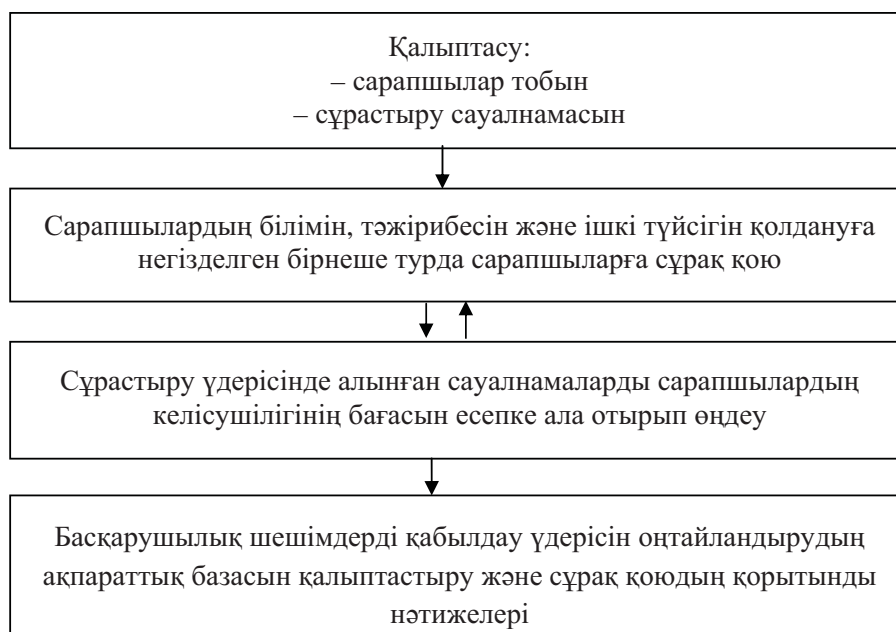 Қалыптасу:
– сарапшылар тобын
– сұрастыру сауалнамасын
Сарапшылардың білімін, тәжірибесін және ішкі түйсігін қолдануға
негізделген бірнеше турда сарапшыларға сұрақ қою
Сұрастыру үдерісінде алынған сауалнамаларды сарапшылардың
келісушілігінің бағасын есепке ала отырып өңдеу
Басқарушылық шешімдерді қабылдау үдерісін оңтайландырудың
ақпараттық базасын қалыптастыру және сұрақ қоюдың қорытынды
нәтижелері